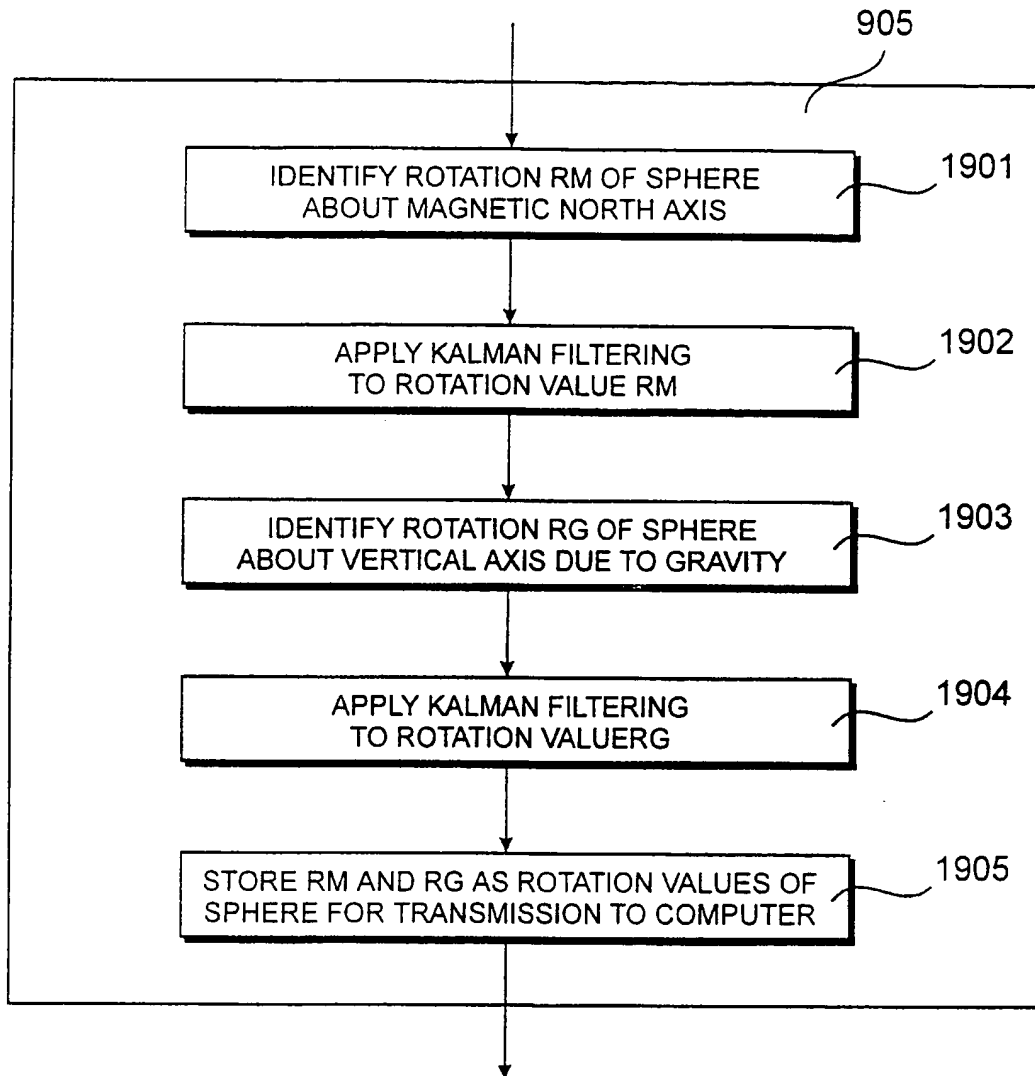 905
IDENTIFY ROTATION RM OF SPHERE
ABOUT MAGNETIC NORTH AXIS
1901
APPLY KALMAN FILTERING
TO ROTATION VALUE RM
1902
IDENTIFY ROTATION RG OF SPHERE
ABOUT VERTICAL AXIS DUE TO GRAVITY
1903
APPLY KALMAN FILTERING
TO ROTATION VALUERG
1904
STORE RM AND RG AS ROTATION VALUES OF
SPHERE FOR TRANSMISSION TO COMPUTER
1905